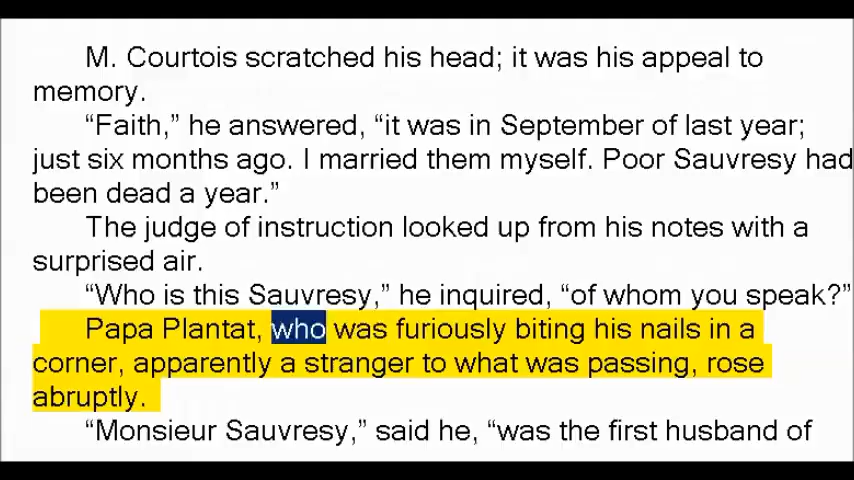 M. Courtois scratched his head; it was his appeal to
memory.
“Faith,” he answered, “it was in September of last year;
just six months ago. I married them myself. Poor Sauvresy had
been dead a year.”
The judge of instruction looked up from his notes with a
surprised air.
“Who is this Sauvresy,” he inquired, “of whom you speak?”
Papa Plantat, who was furiously biting his nails in a
corner, apparently a stranger to what was passing, rose
abruptly.
“Monsieur Sauvresy,” said he, “was the first husband of